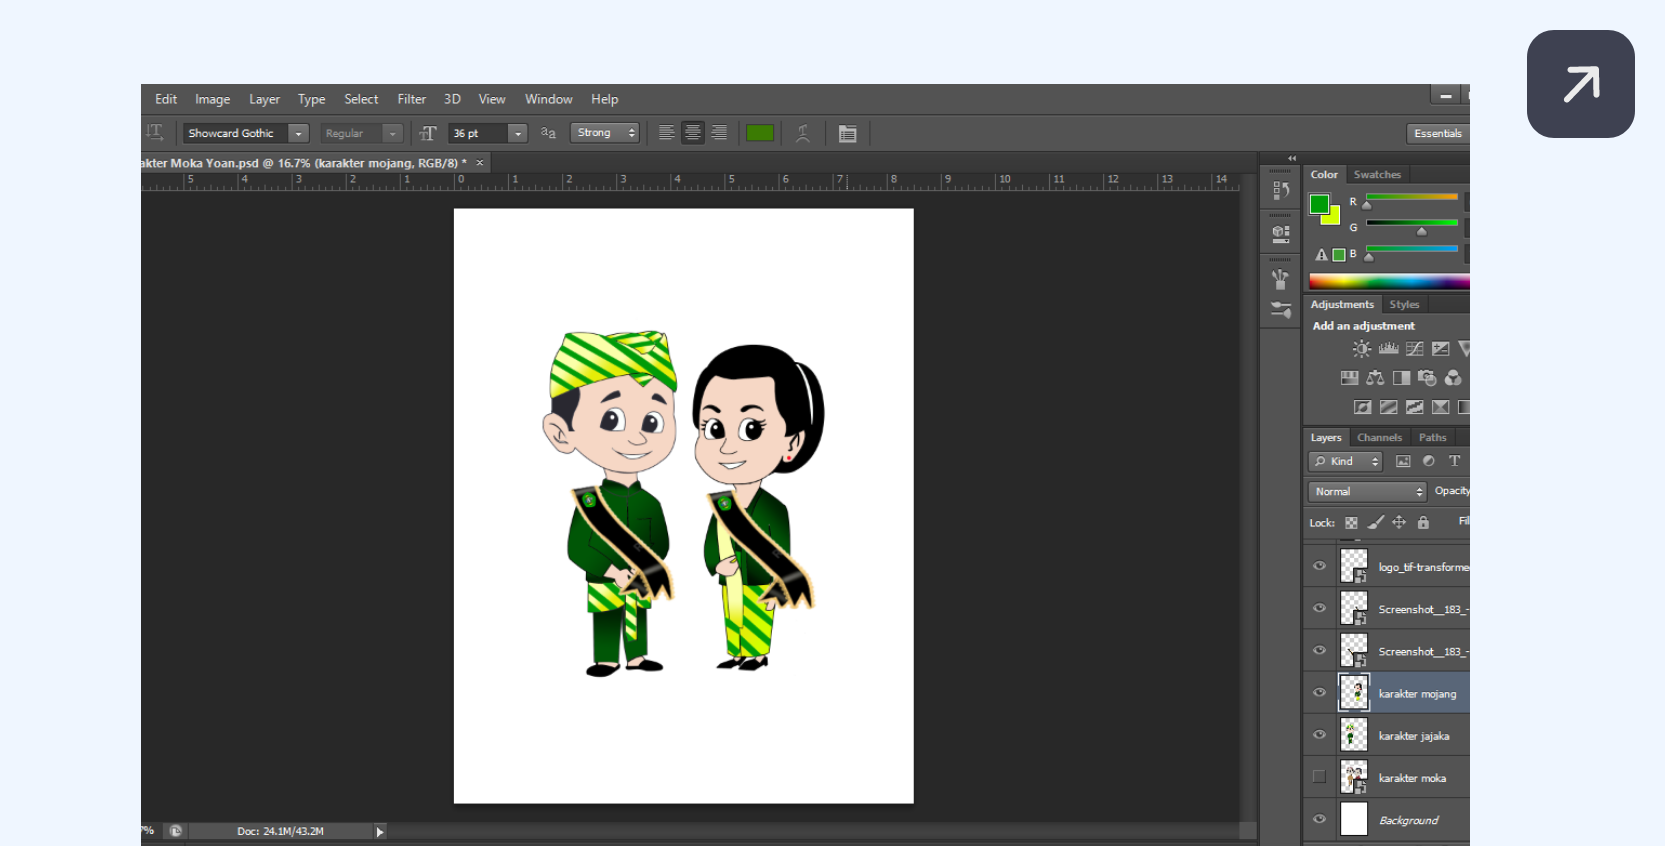 Edit Image Layer Type Select Filter 3D View Window Help
Showcard Gothic Regular 36 pt Strong Essentials
akter Moka Yoan.psd @ 16.7% (karakter mojang, RGB/8) * ×
5 4 3 2 1 0 1 2 3 4 5 6 7 8 9 10 11 12 13 14
Color Swatches
R
G
B
Adjustments Styles
Add an adjustment
Layers Channels Paths
Kind
Normal Opacity
Lock: Fil
logo_tif-transforme
Screenshot__183_-
Screenshot__183_-
karakter mojang
karakter jajaka
karakter moka
Background
7% Doc: 24.1M/43.2M